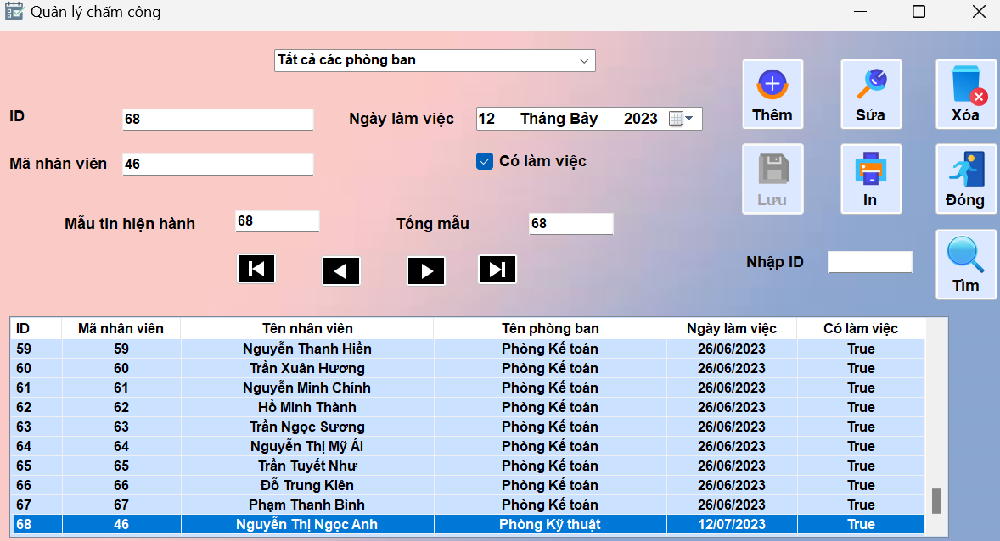 Quản lý chấm công
Tất cả các phòng ban
ID 68 Ngày làm việc 12 Tháng Bảy 2023
Mã nhân viên 46 Có làm việc
Thêm Sửa Xóa
Lưu In Đóng
Mẫu tin hiện hành 68 Tổng mẫu 68
Nhập ID Tìm
ID Mã nhân viên Tên nhân viên Tên phòng ban Ngày làm việc Có làm việc
59 59 Nguyễn Thanh Hiền Phòng Kế toán 26/06/2023 True
60 60 Trần Xuân Hương Phòng Kế toán 26/06/2023 True
61 61 Nguyễn Minh Chính Phòng Kế toán 26/06/2023 True
62 62 Hồ Minh Thành Phòng Kế toán 26/06/2023 True
63 63 Trần Ngọc Sương Phòng Kế toán 26/06/2023 True
64 64 Nguyễn Thị Mỹ Ái Phòng Kế toán 26/06/2023 True
65 65 Trần Tuyết Như Phòng Kế toán 26/06/2023 True
66 66 Đỗ Trung Kiên Phòng Kế toán 26/06/2023 True
67 67 Phạm Thanh Bình Phòng Kế toán 26/06/2023 True
68 46 Nguyễn Thị Ngọc Anh Phòng Kỹ thuật 12/07/2023 True